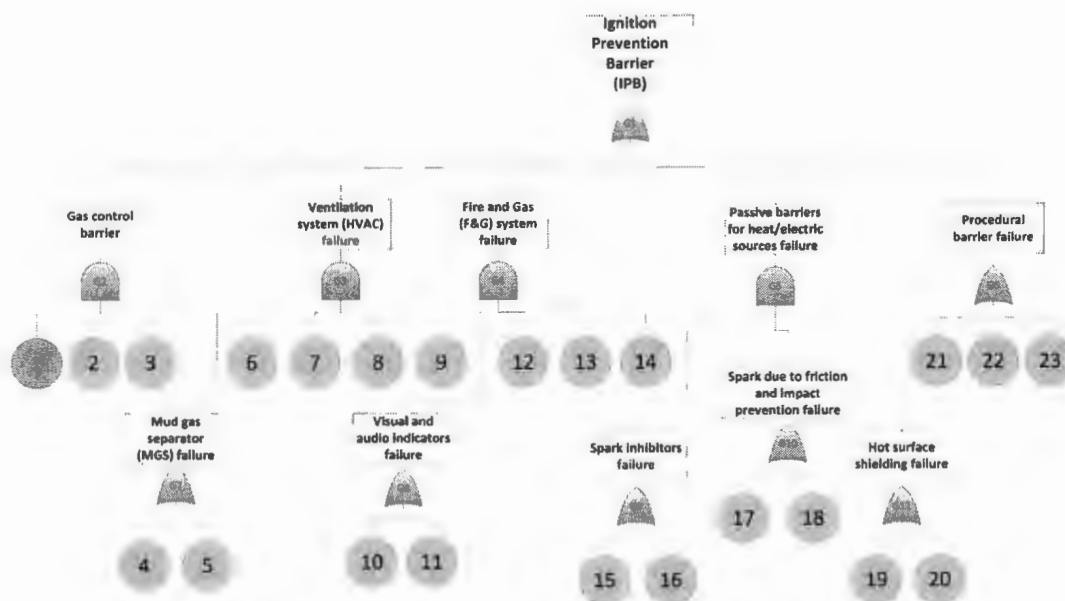 Ignition
Prevention
Barrier
(IPB)
Gas control
barrier
Ventilation
system (HVAC)
failure
Fire and Gas
(F&G) system
failure
Passive barriers
for heat/electric
sources failure
Procedural
barrier failure
G2
G3
2
3
6
7
8
9
12
13
14
21
22
23
Mud gas
separator
(MGS) failure
Visual and
audio indicators
failure
Spark inhibitors
failure
Spark due to friction
and impact
prevention failure
Hot surface
shielding failure
4
5
10
11
15
16
17
18
19
20